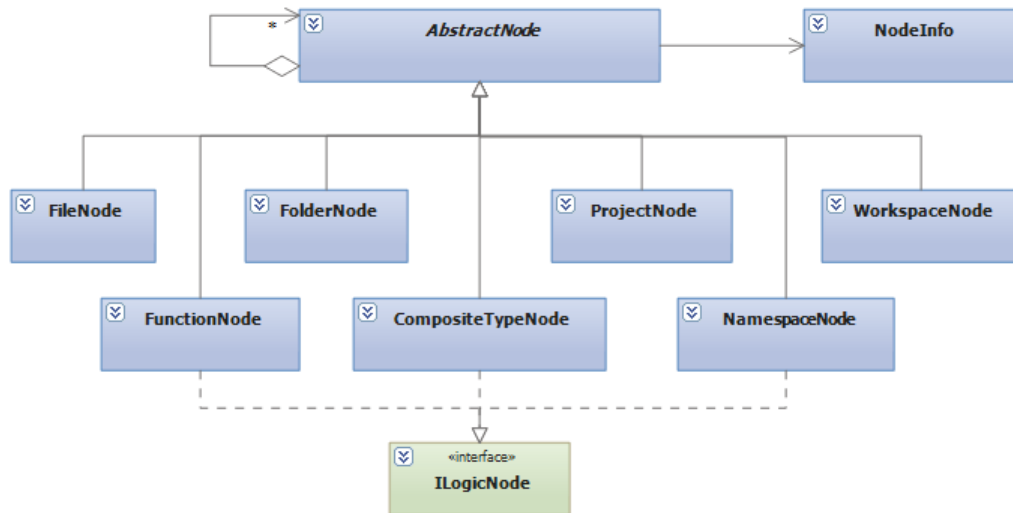 *
AbstractNode
NodeInfo
FileNode
FolderNode
ProjectNode
WorkspaceNode
FunctionNode
CompositeTypeNode
NamespaceNode
«interface»
ILogicNode